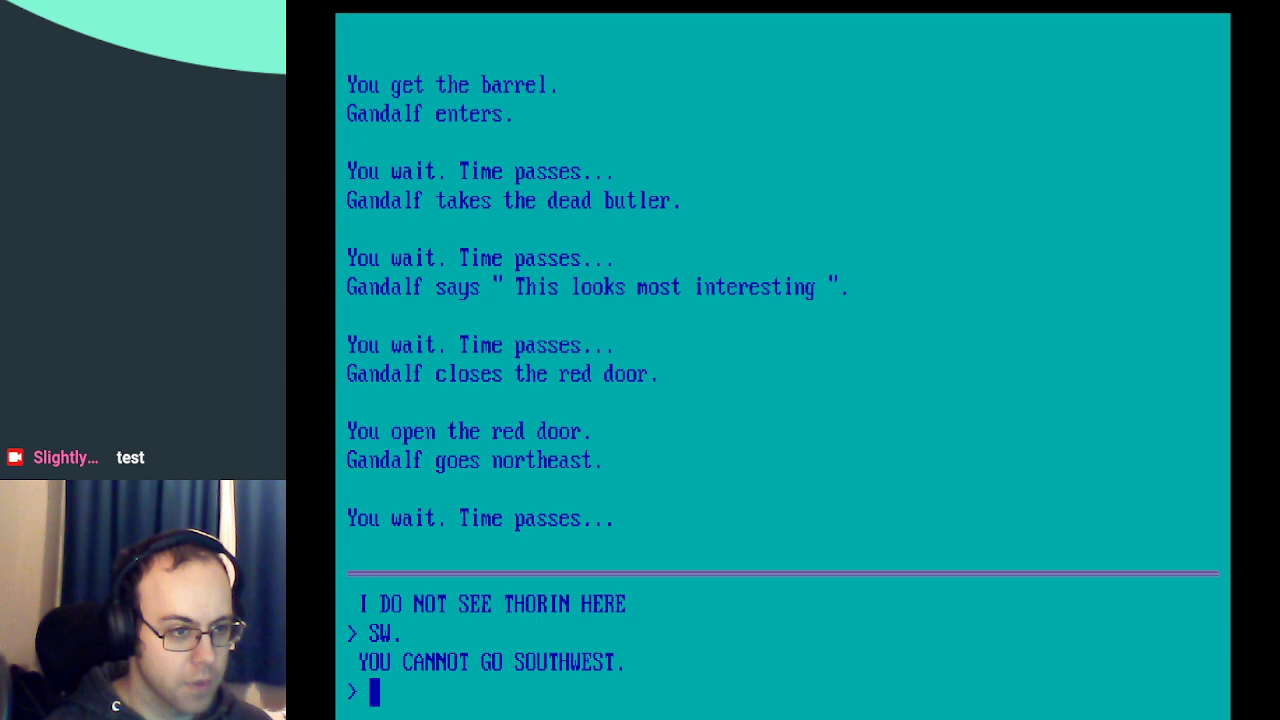 You get the barrel.
Gandalf enters.
You wait. Time passes...
Gandalf takes the dead butler.
You wait. Time passes...
Gandalf says " This looks most interesting ".
You wait. Time passes...
Gandalf closes the red door.
You open the red door.
Gandalf goes northeast.
You wait. Time passes...
I DO NOT SEE THORIN HERE
> SW.
YOU CANNOT GO SOUTHWEST.
>
Slightly… test
c